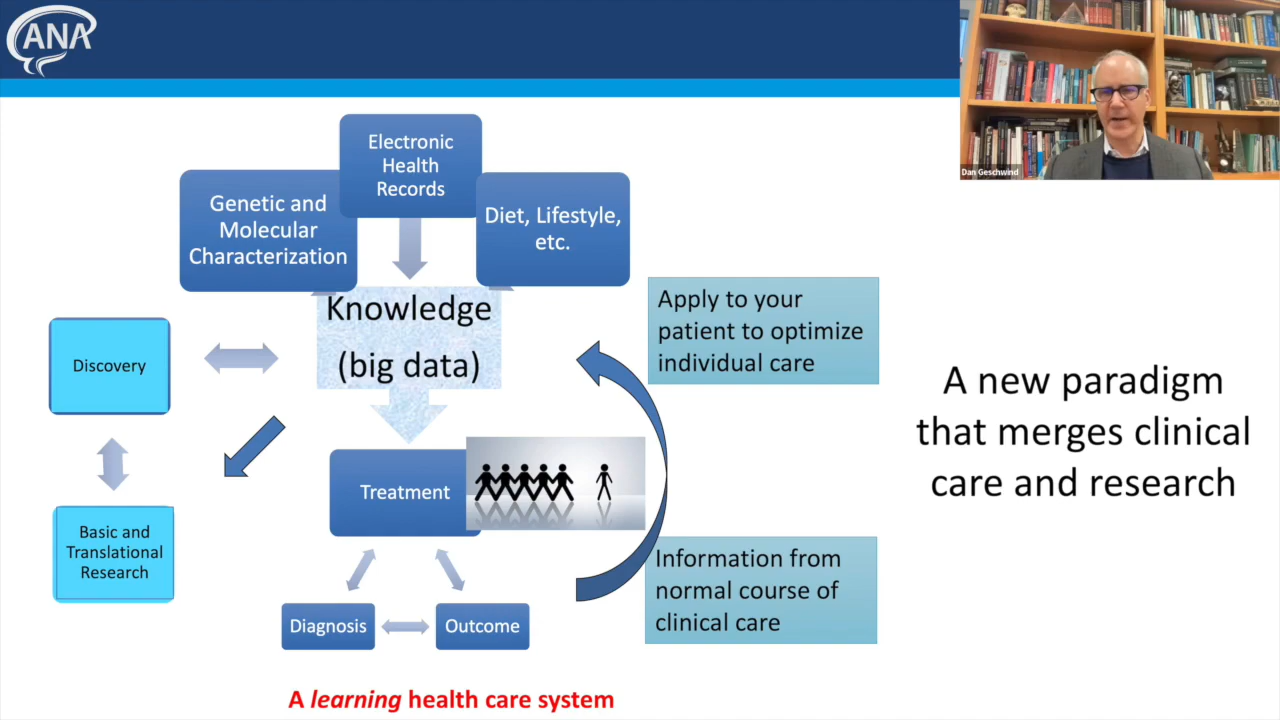 ANA
Dan Geschwind
Electronic
Health
Records
Genetic and
Molecular
Characterization
Diet, Lifestyle,
etc.
Knowledge
(big data)
Discovery
Basic and
Translational
Research
Treatment
Diagnosis
Outcome
Apply to your
patient to optimize
individual care
Information from
normal course of
clinical care
A new paradigm
that merges clinical
care and research
A learning health care system